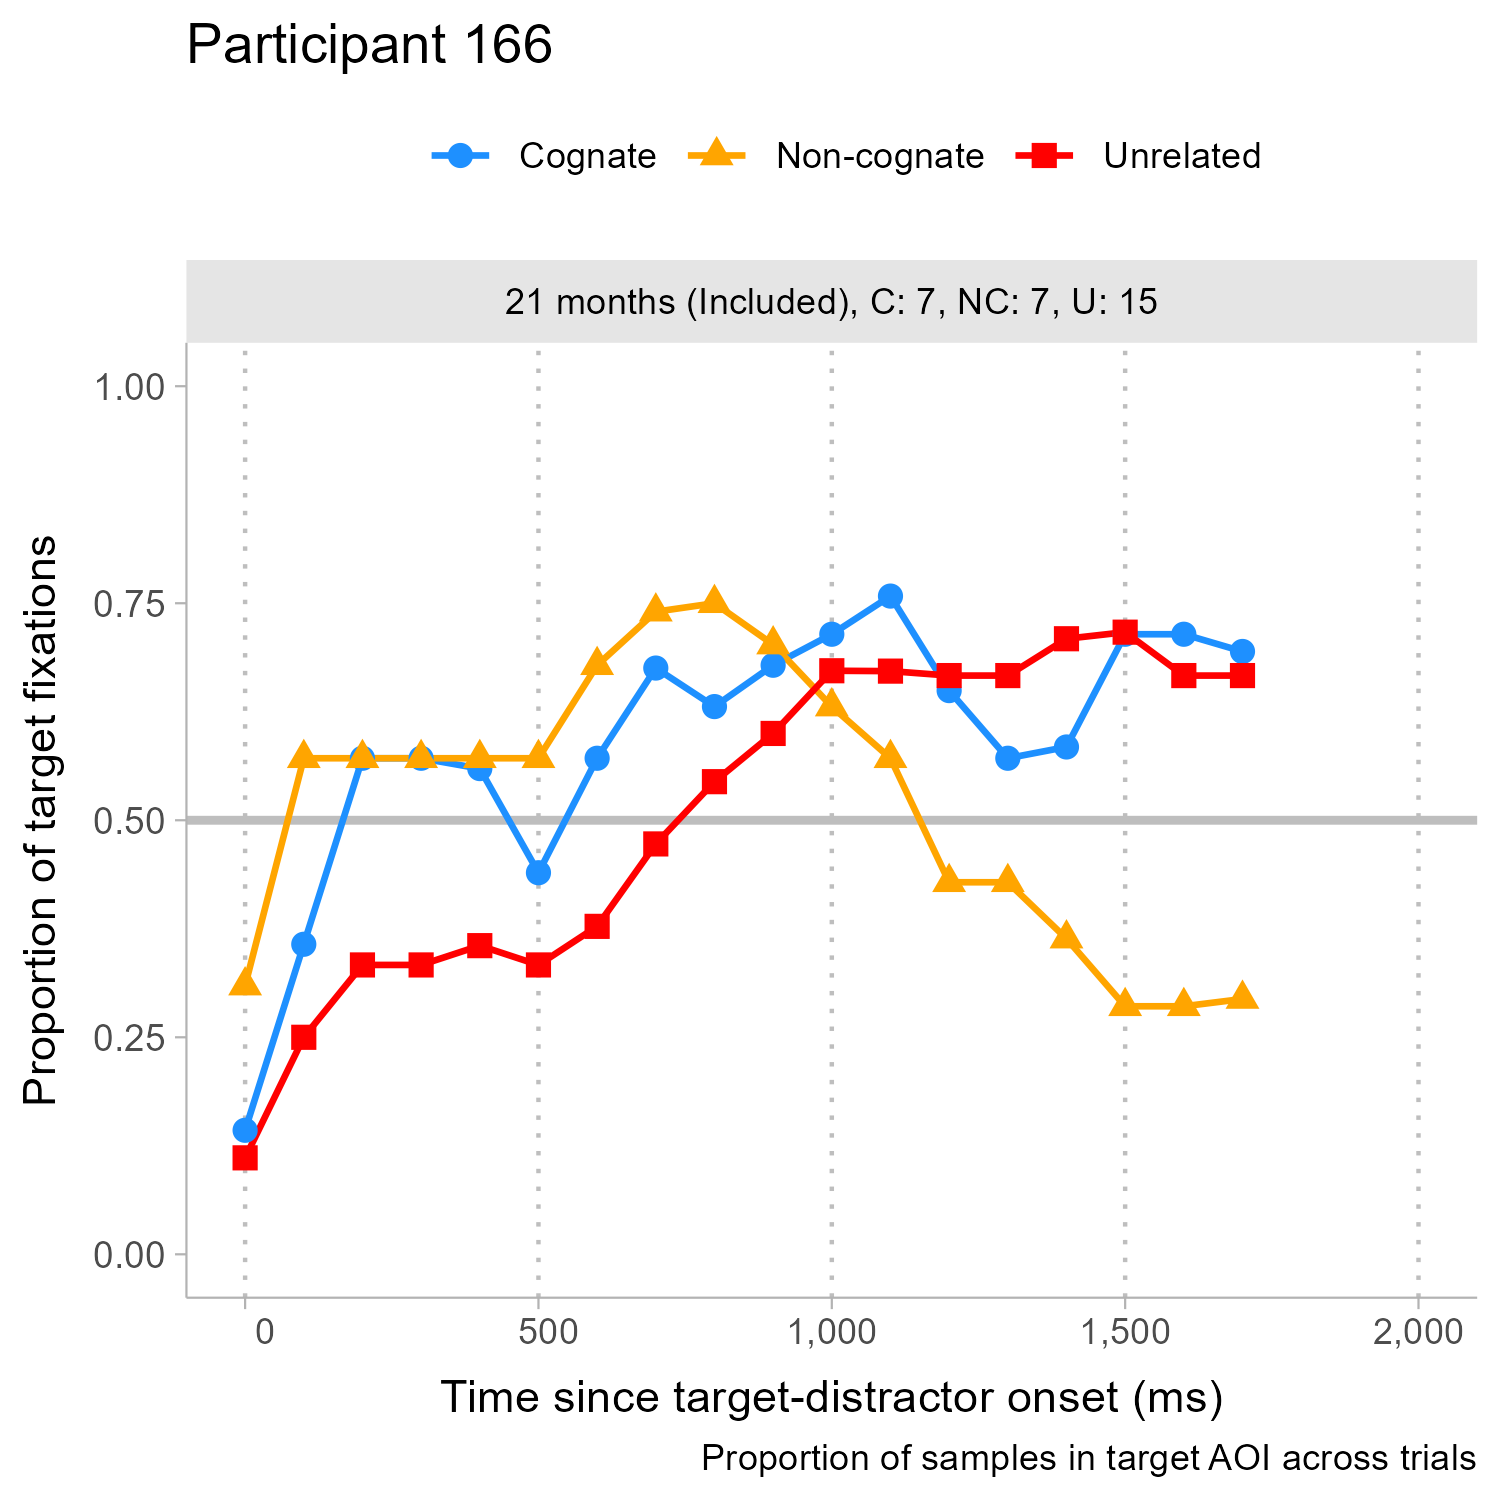 Participant 166
Cognate Non-cognate Unrelated
21 months (Included), C: 7, NC: 7, U: 15
1.00
0.75
0.50
0.25
0.00
Proportion of target fixations
0 500 1,000 1,500 2,000
Time since target-distractor onset (ms)
Proportion of samples in target AOI across trials